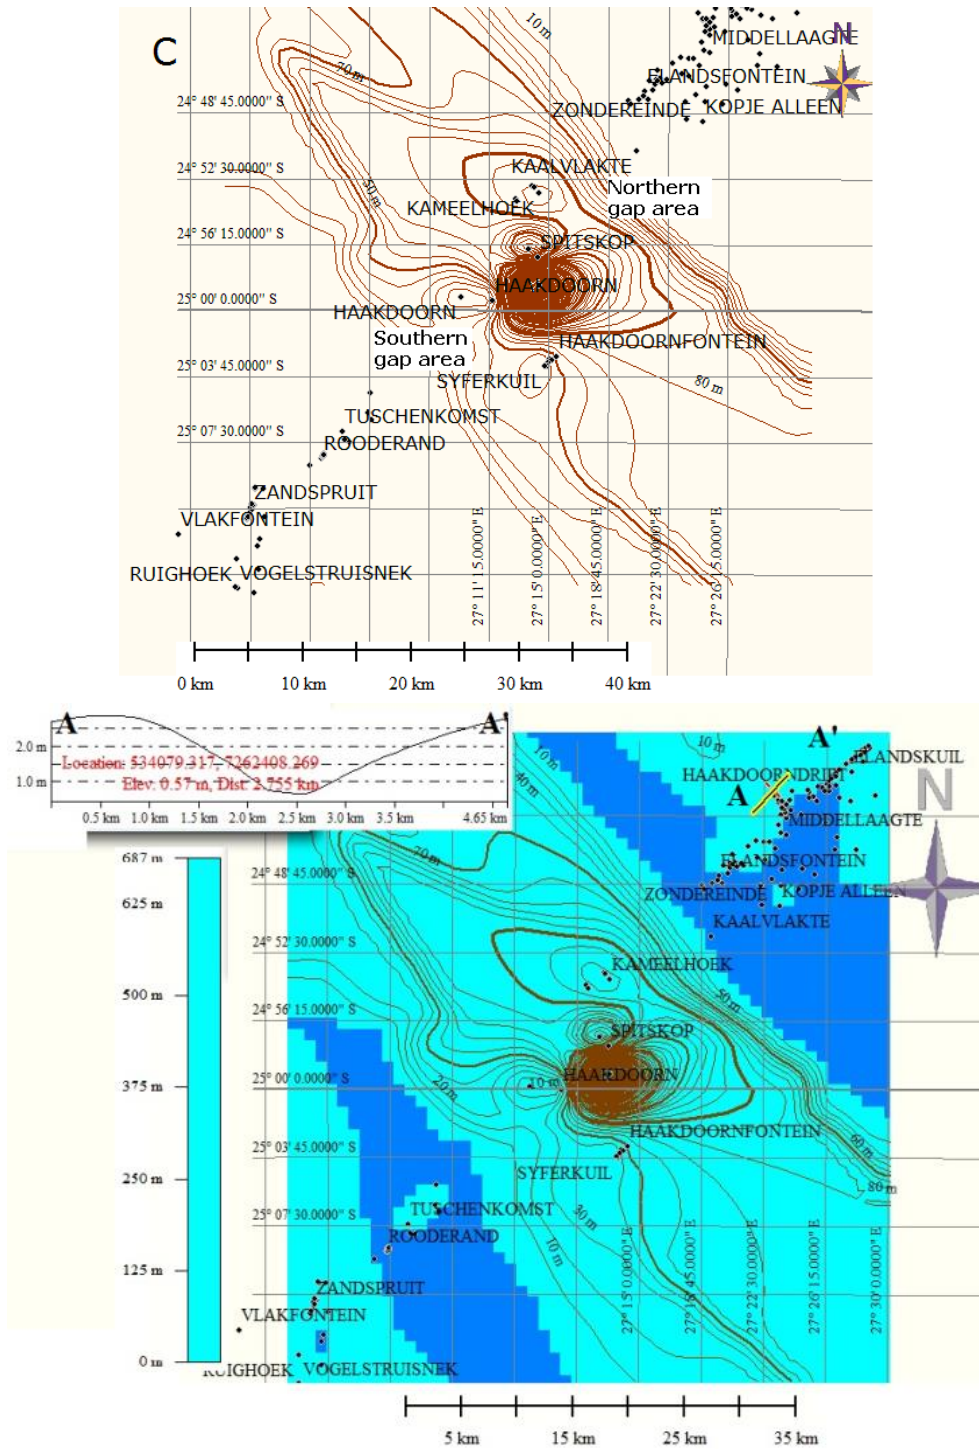 C
N
10 m
MIDDELLAAGTE
70 m
ELANDSFONTEIN
24° 48' 45.0000" S
ZONDEREINDE
KOPJE ALLEEN
24° 52' 30.0000" S
KAALVLAKTE
50 m
Northern
gap area
KAMEELHOEK
24° 56' 15.0000" S
SPITSKOP
HAAKDOORN
25° 00' 0.0000" S
HAAKDOORN
Southern
gap area
HAAKDOORNFONTEIN
25° 03' 45.0000" S
SYFERKUIL
80 m
TUSCHENKOMST
25° 07' 30.0000" S
ROODERAND
ZANDSPRUIT
VLAKFONTEIN
RUIGHOEK
VOGELSTRUISNEK
27° 11' 15.0000" E
27° 15' 0.0000" E
27° 18' 45.0000" E
27° 22' 30.0000" E
27° 26' 15.0000" E
0 km 10 km 20 km 30 km 40 km
A
A'
2.0 m
Location: 534079.317, 7262408.269
1.0 m
Elev: 0.57 m, Dist: 2.755 km
0.5 km 1.0 km 1.5 km 2.0 km 2.5 km 3.0 km 3.5 km 4.65 km
A'
10 m
10 m
ELANDSKUIL
HAAKDOORNDRIFT
40 m
A
N
MIDDELLAAGTE
70 m
687 m
ELANDSFONTEIN
24° 48' 45.0000" S
ZONDEREINDE
KOPJE ALLEEN
625 m
KAALVLAKTE
24° 52' 30.0000" S
KAMEELHOEK
500 m
50 m
24° 56' 15.0000" S
SPITSKOP
25° 00' 0.0000" S
HAAKDOORN
375 m
20 m
10 m
HAAKDOORNFONTEIN
60 m
25° 03' 45.0000" S
SYFERKUIL
250 m
80 m
TUSCHENKOMST
25° 07' 30.0000" S
30 m
ROODERAND
10 m
125 m
ZANDSPRUIT
VLAKFONTEIN
0 m
RUIGHOEK
VOGELSTRUISNEK
27° 15' 0.0000" E
27° 18' 45.0000" E
27° 22' 30.0000" E
27° 26' 15.0000" E
27° 30' 0.0000" E
5 km 15 km 25 km 35 km